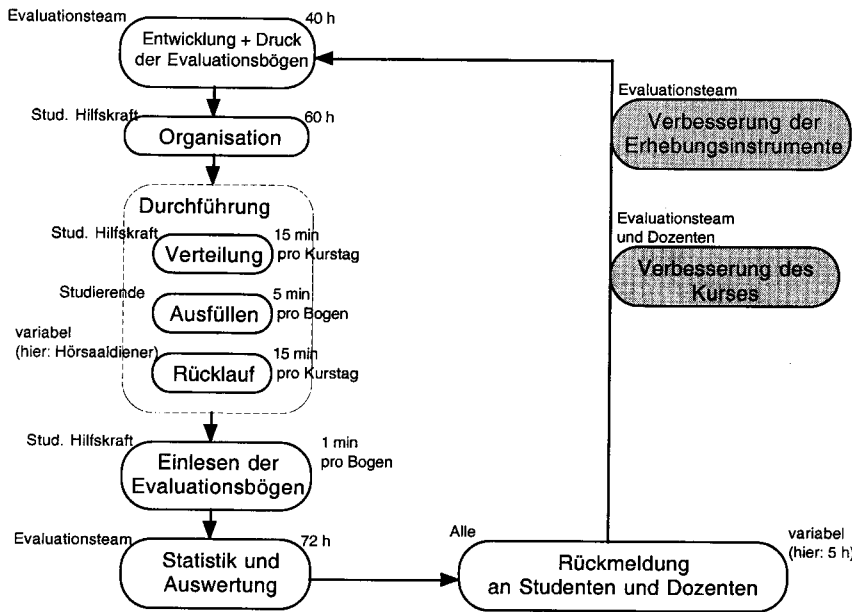 Evaluationsteam
40 h
Entwicklung + Druck
der Evaluationsbögen
Stud. Hilfskraft
60 h
Organisation
Durchführung
Stud. Hilfskraft
15 min
pro Kurstag
Verteilung
Studierende
5 min
pro Bogen
Ausfüllen
variabel
(hier: Hörsaaldiener)
15 min
pro Kurstag
Rücklauf
Stud. Hilfskraft
1 min
pro Bogen
Einlesen der
Evaluationsbögen
Evaluationsteam
72 h
Statistik und
Auswertung
Alle
variabel
(hier: 5 h)
Rückmeldung
an Studenten und Dozenten
Evaluationsteam
und Dozenten
Verbesserung des
Kurses
Evaluationsteam
Verbesserung der
Erhebungsinstrumente